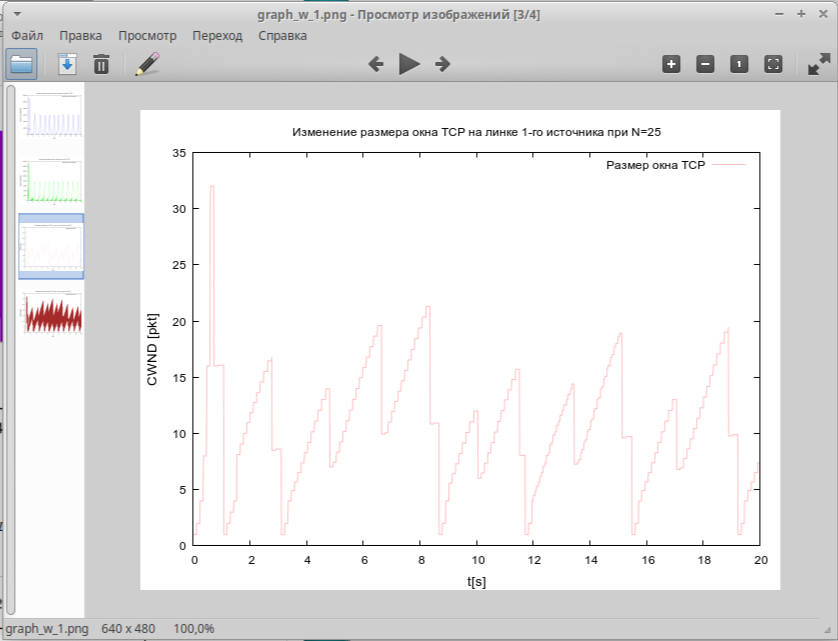 graph_w_1.png - Просмотр изображений [3/4]
Файл Правка Просмотр Переход Справка
Изменение размера окна TCP на линке 1-го источника при N=25
Размер окна TCP
35
30
25
20
15
10
5
0
CWND [pkt]
0 2 4 6 8 10 12 14 16 18 20
t[s]
graph_w_1.png 640 x 480 100,0%